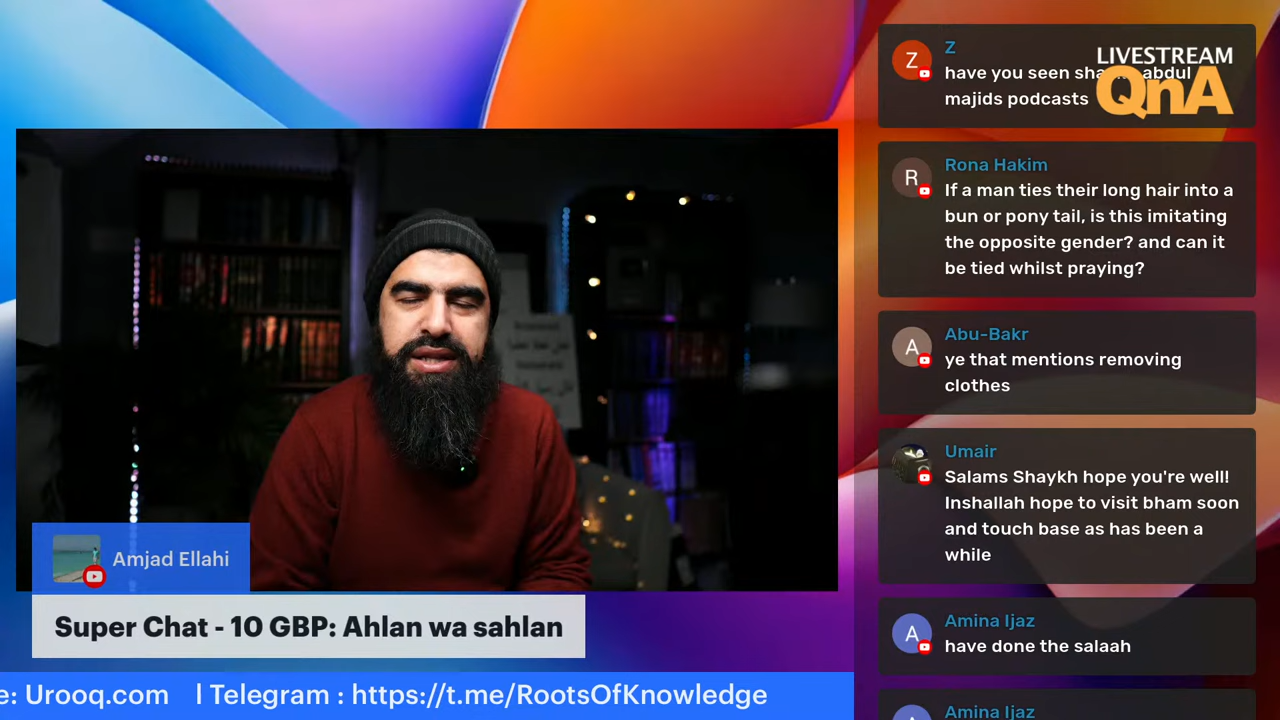 Z
have you seen abdul
majids podcasts
LIVESTREAM
QnA
R
Rona Hakim
If a man ties their long hair into a
bun or pony tail, is this imitating
the opposite gender? and can it
be tied whilst praying?
A
Abu-Bakr
ye that mentions removing
clothes
Umair
Salams Shaykh hope you're well!
Inshallah hope to visit bham soon
and touch base as has been a
while
A
Amina Ijaz
have done the salaah
Amina Ijaz
Amjad Ellahi
Super Chat - 10 GBP: Ahlan wa sahlan
e: Urooq.com l Telegram : https://t.me/RootsOfKnowledge